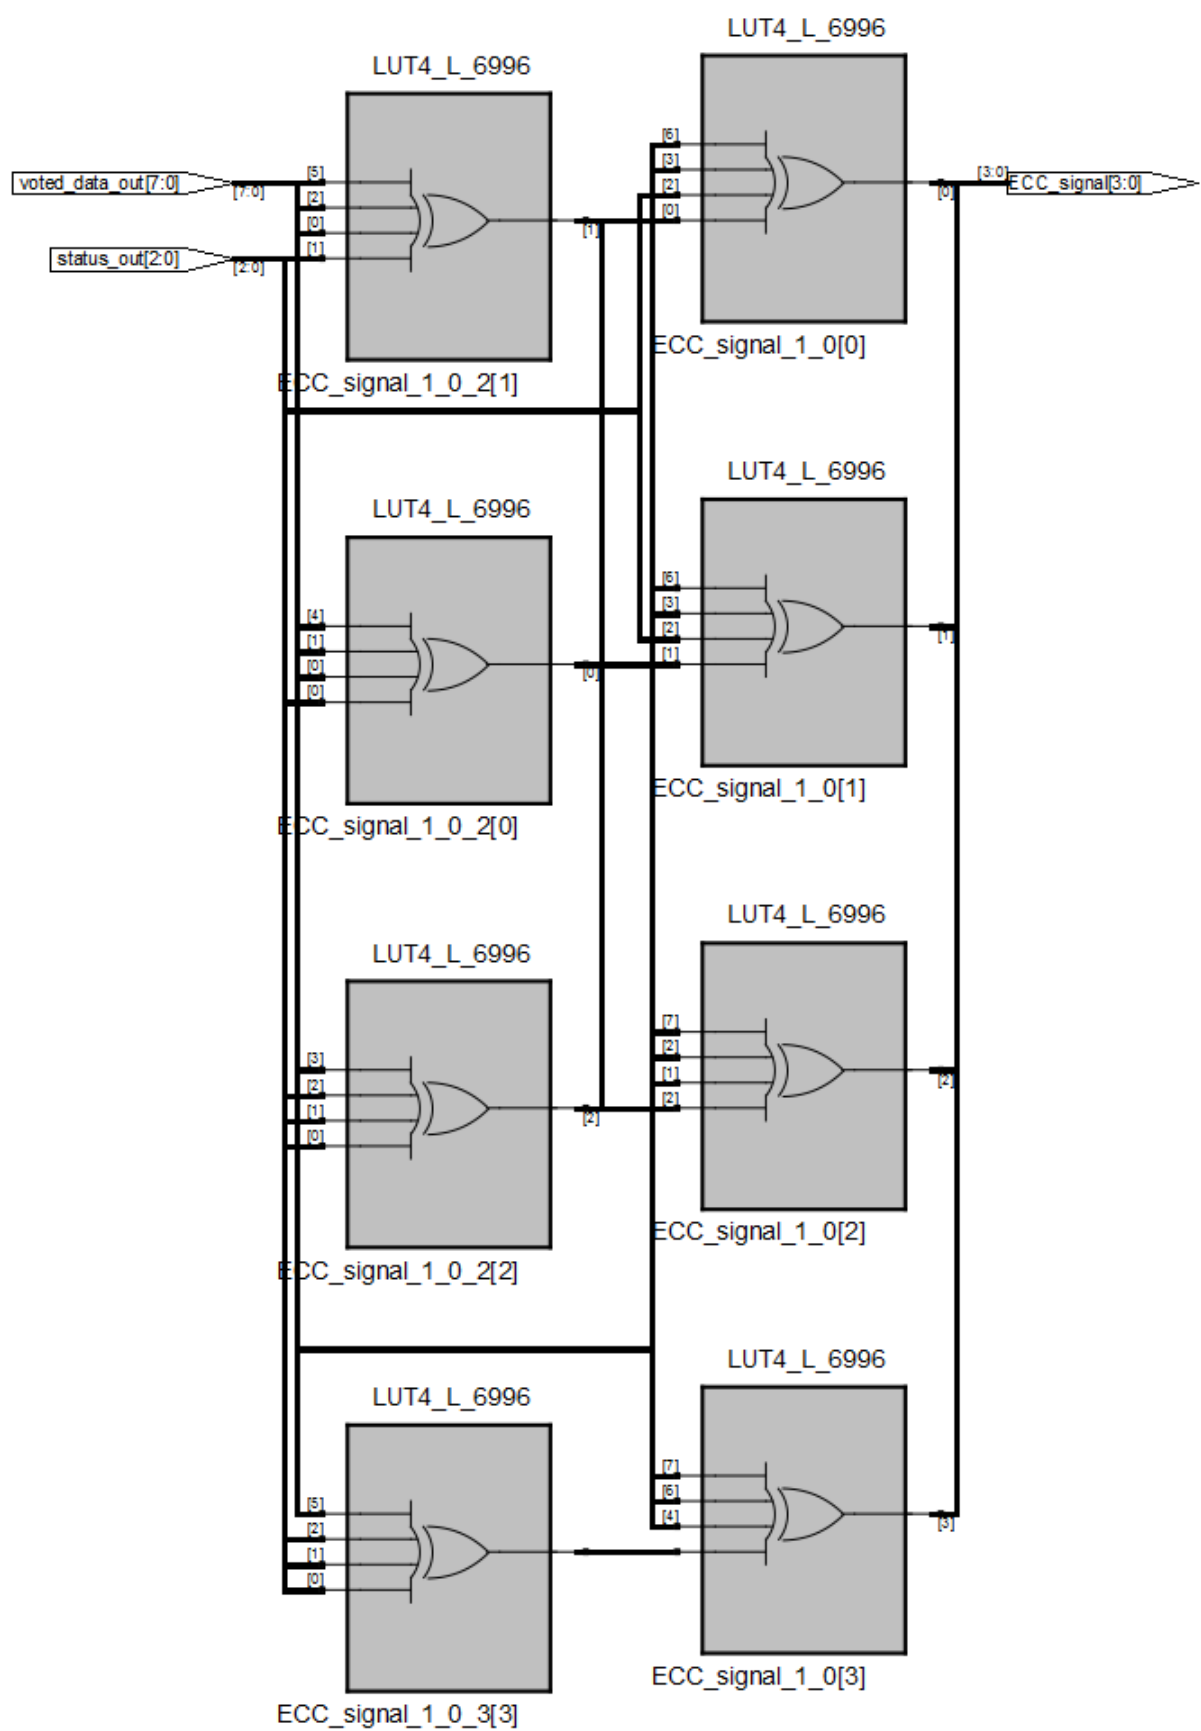 LUT4_L_6996
LUT4_L_6996
voted_data_out[7:0]
[7:0]
status_out[2:0]
[2:0]
[5]
[2]
[0]
[1]
[1]
ECC_signal_1_0_2[1]
[6]
[3]
[2]
[0]
[0]
[3:0]
ECC_signal[3:0]
ECC_signal_1_0[0]
LUT4_L_6996
LUT4_L_6996
[4]
[1]
[0]
[0]
[0]
ECC_signal_1_0_2[0]
[6]
[3]
[2]
[1]
[1]
ECC_signal_1_0[1]
LUT4_L_6996
LUT4_L_6996
[3]
[2]
[1]
[0]
[2]
ECC_signal_1_0_2[2]
[7]
[2]
[1]
[2]
[2]
ECC_signal_1_0[2]
LUT4_L_6996
LUT4_L_6996
[5]
[2]
[1]
[0]
ECC_signal_1_0_3[3]
[7]
[6]
[4]
[3]
ECC_signal_1_0[3]